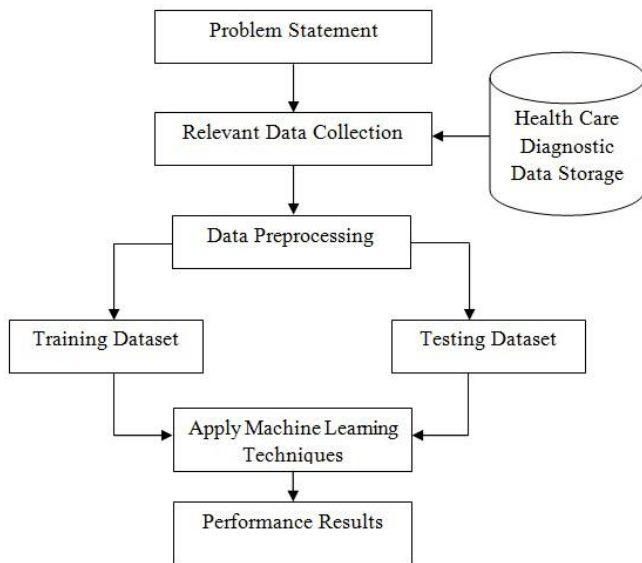 Problem Statement
Relevant Data Collection
Health Care
Diagnostic
Data Storage
Data Preprocessing
Training Dataset
Testing Dataset
Apply Machine Learning
Techniques
Performance Results